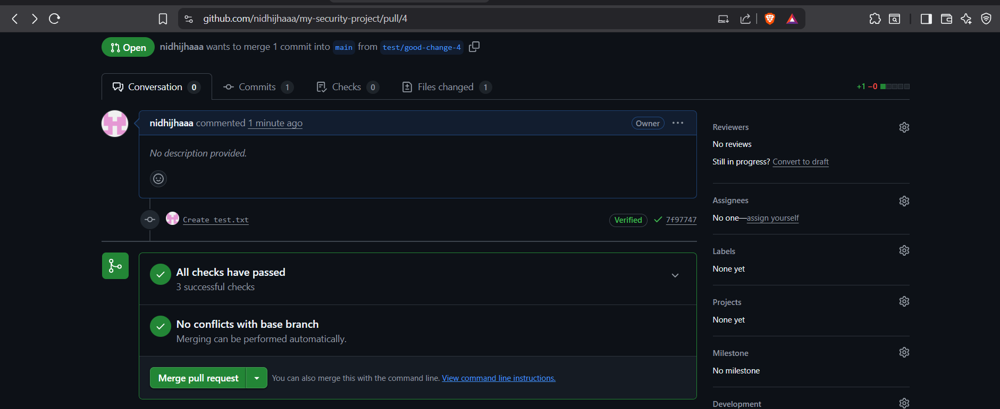 github.com/nidhijhaaa/my-security-project/pull/4
Open nidhijhaaa wants to merge 1 commit into main from test/good-change-4
Conversation 0 Commits 1 Checks 0 Files changed 1 +1 −0
nidhijhaaa commented 1 minute ago Owner
No description provided.
Create test.txt Verified 7f97747
All checks have passed
3 successful checks
No conflicts with base branch
Merging can be performed automatically.
Merge pull request You can also merge this with the command line. View command line instructions.
Reviewers
No reviews
Still in progress? Convert to draft
Assignees
No one—assign yourself
Labels
None yet
Projects
None yet
Milestone
No milestone
Development